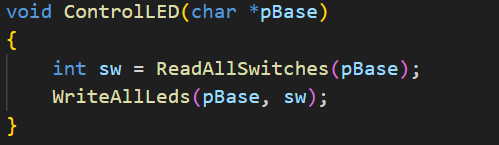 void ControlLED(char *pBase)
{
    int sw = ReadAllSwitches(pBase);
    WriteAllLeds(pBase, sw);
}